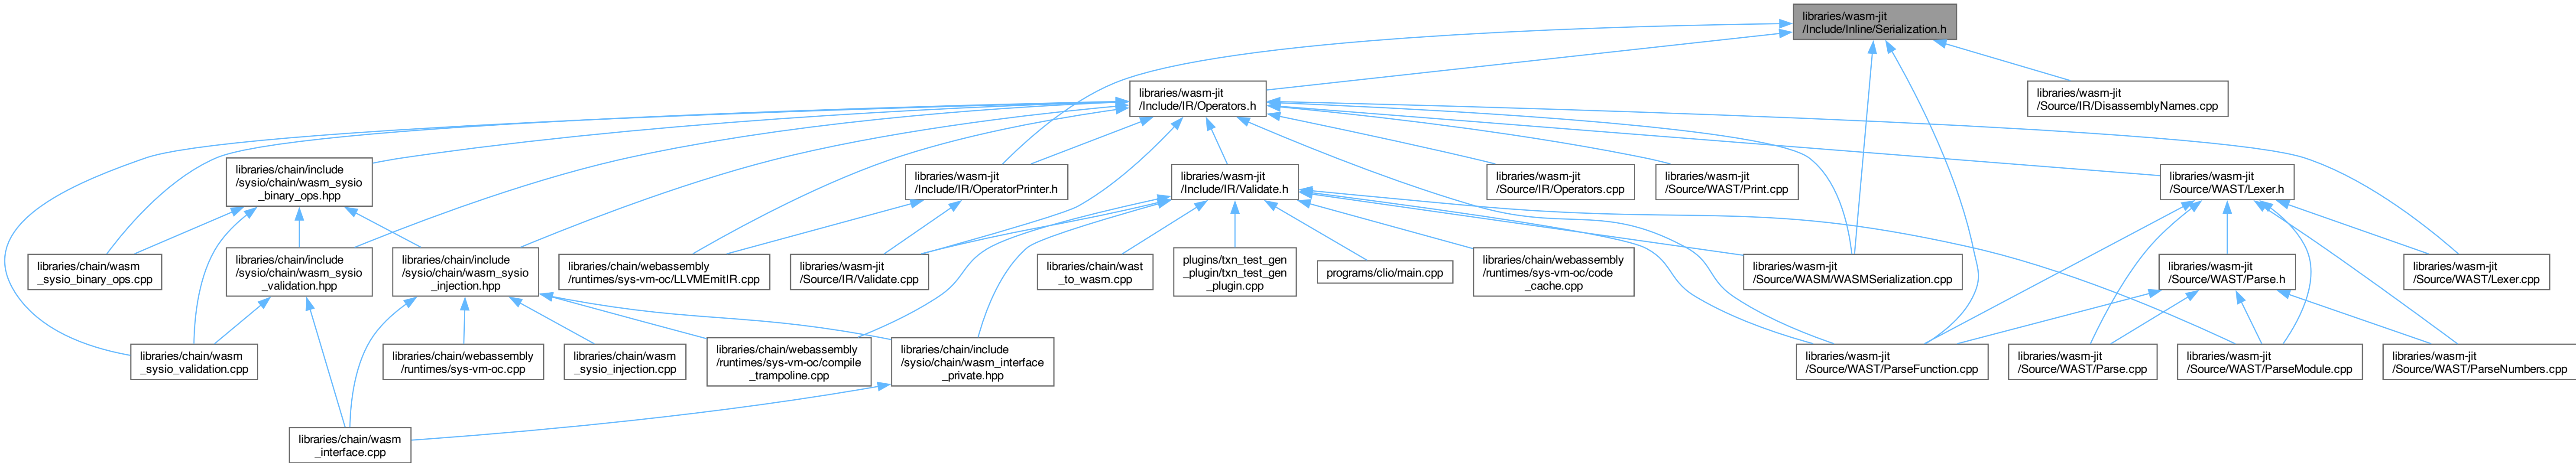 libraries/wasm-jit
/Include/Inline/Serialization.h
libraries/wasm-jit
/Include/IR/Operators.h
libraries/wasm-jit
/Source/IR/DisassemblyNames.cpp
libraries/chain/include
/sysio/chain/wasm_sysio
_binary_ops.hpp
libraries/wasm-jit
/Include/IR/OperatorPrinter.h
libraries/wasm-jit
/Include/IR/Validate.h
libraries/wasm-jit
/Source/IR/Operators.cpp
libraries/wasm-jit
/Source/WAST/Print.cpp
libraries/wasm-jit
/Source/WAST/Lexer.h
libraries/chain/wasm
_sysio_binary_ops.cpp
libraries/chain/include
/sysio/chain/wasm_sysio
_validation.hpp
libraries/chain/include
/sysio/chain/wasm_sysio
_injection.hpp
libraries/chain/webassembly
/runtimes/sys-vm-oc/LLVMEmitIR.cpp
libraries/wasm-jit
/Source/IR/Validate.cpp
libraries/chain/wast
_to_wasm.cpp
plugins/txn_test_gen
_plugin/txn_test_gen
_plugin.cpp
programs/clio/main.cpp
libraries/chain/webassembly
/runtimes/sys-vm-oc/code
_cache.cpp
libraries/wasm-jit
/Source/WASM/WASMSerialization.cpp
libraries/wasm-jit
/Source/WAST/Parse.h
libraries/wasm-jit
/Source/WAST/Lexer.cpp
libraries/chain/wasm
_sysio_validation.cpp
libraries/chain/webassembly
/runtimes/sys-vm-oc.cpp
libraries/chain/wasm
_sysio_injection.cpp
libraries/chain/webassembly
/runtimes/sys-vm-oc/compile
_trampoline.cpp
libraries/chain/include
/sysio/chain/wasm_interface
_private.hpp
libraries/wasm-jit
/Source/WAST/ParseFunction.cpp
libraries/wasm-jit
/Source/WAST/Parse.cpp
libraries/wasm-jit
/Source/WAST/ParseModule.cpp
libraries/wasm-jit
/Source/WAST/ParseNumbers.cpp
libraries/chain/wasm
_interface.cpp